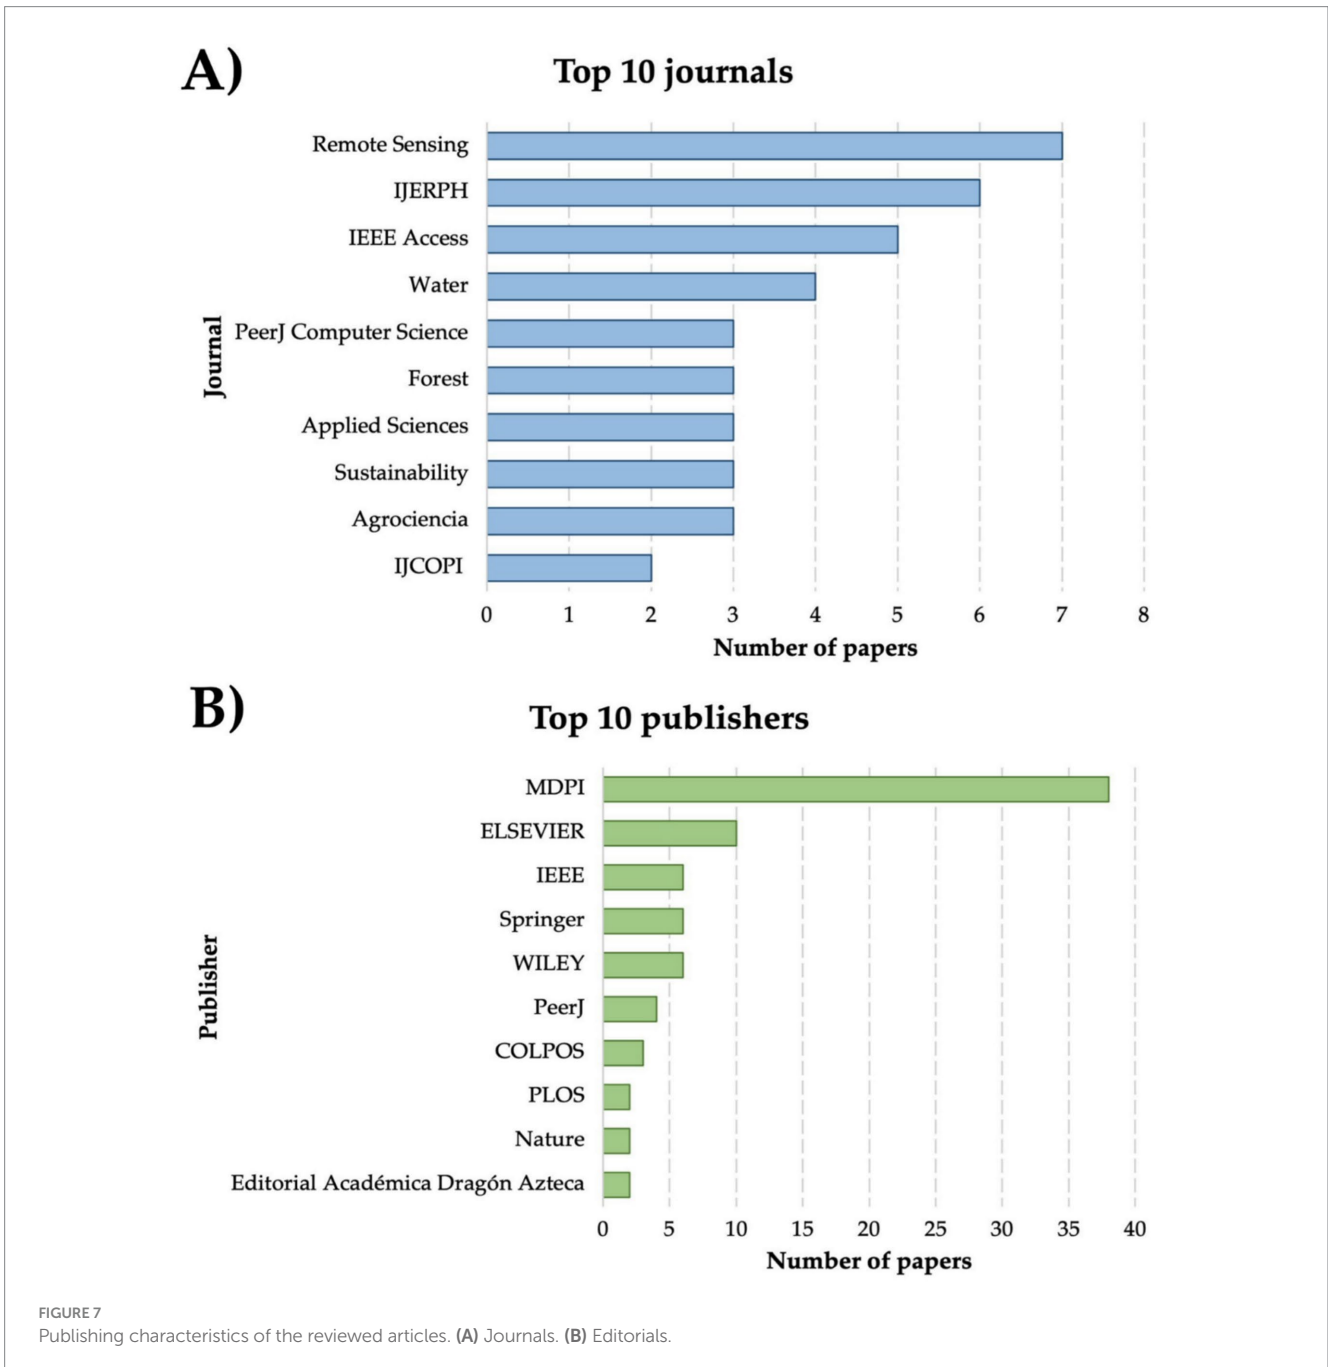 A)
Top 10 journals
Journal
Remote Sensing
IJERPH
IEEE Access
Water
PeerJ Computer Science
Forest
Applied Sciences
Sustainability
Agrociencia
IJCOPI
0 1 2 3 4 5 6 7 8
Number of papers
B)
Top 10 publishers
Publisher
MDPI
ELSEVIER
IEEE
Springer
WILEY
PeerJ
COLPOS
PLOS
Nature
Editorial Académica Dragón Azteca
0 5 10 15 20 25 30 35 40
Number of papers
FIGURE 7
Publishing characteristics of the reviewed articles. (A) Journals. (B) Editorials.